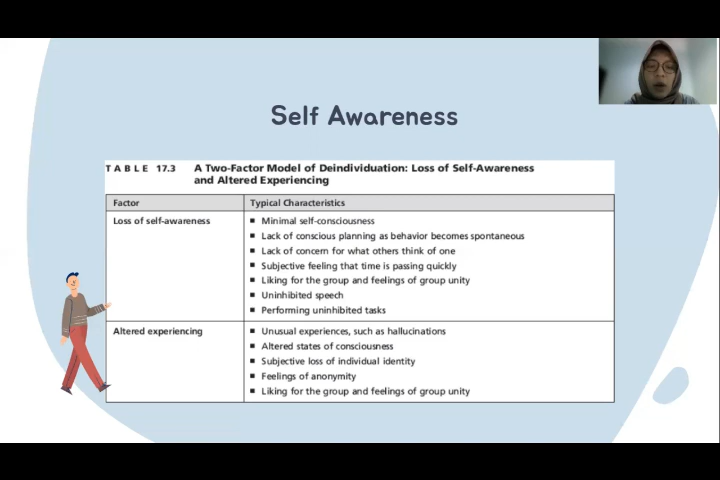 Self Awareness
TABLE 17.3 A Two-Factor Model of Deindividuation: Loss of Self-Awareness
and Altered Experiencing
Factor Typical Characteristics
Loss of self-awareness ▪ Minimal self-consciousness
▪ Lack of conscious planning as behavior becomes spontaneous
▪ Lack of concern for what others think of one
▪ Subjective feeling that time is passing quickly
▪ Liking for the group and feelings of group unity
▪ Uninhibited speech
▪ Performing uninhibited tasks
Altered experiencing ▪ Unusual experiences, such as hallucinations
▪ Altered states of consciousness
▪ Subjective loss of individual identity
▪ Feelings of anonymity
▪ Liking for the group and feelings of group unity